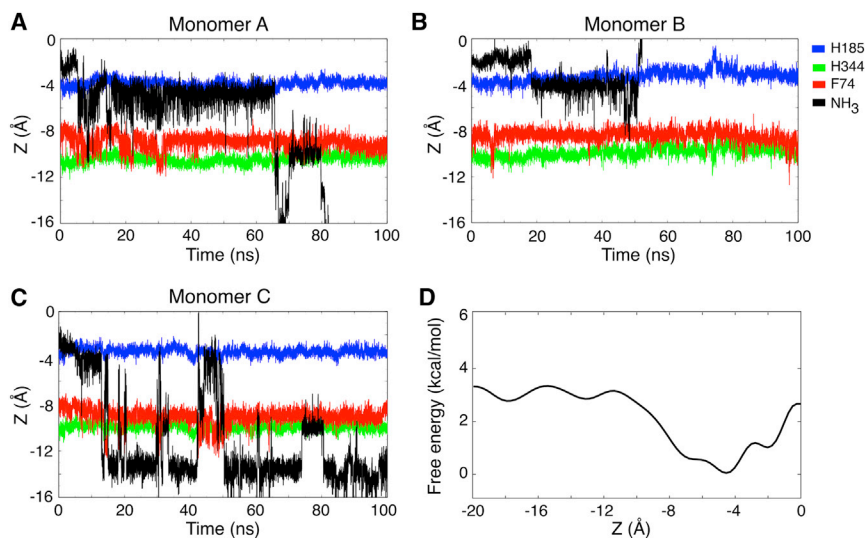 A
Monomer A
0
-4
-8
-12
-16
Z (Å)
0 20 40 60 80 100
Time (ns)
B
Monomer B
0
-4
-8
-12
-16
Z (Å)
0 20 40 60 80 100
Time (ns)
H185
H344
F74
NH3
C
Monomer C
0
-4
-8
-12
-16
Z (Å)
0 20 40 60 80 100
Time (ns)
D
6
4
2
0
Free energy (kcal/mol)
-20 -16 -12 -8 -4 0
Z (Å)